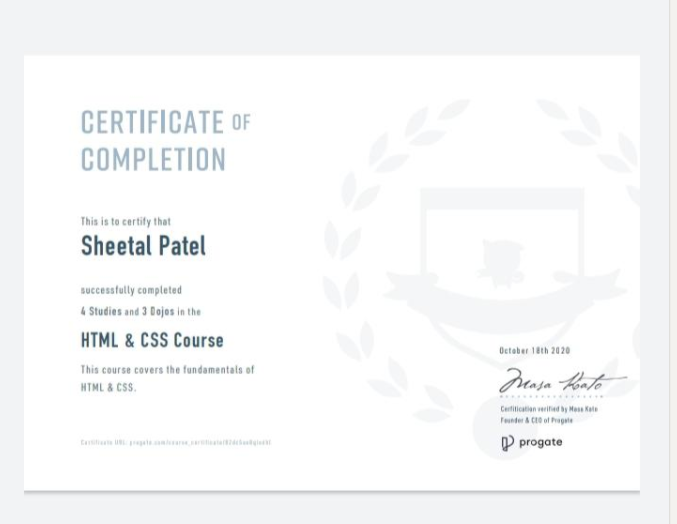 CERTIFICATE OF
COMPLETION
This is to certify that
Sheetal Patel
successfully completed
4 Studies and 3 Dojos in the
HTML & CSS Course
This course covers the fundamentals of
HTML & CSS.
October 18th 2020
Masa Kato
Certification verified by Masa Kato
Founder & CEO of Progate
progate
Certificate URL: progate.com/course_certificate/